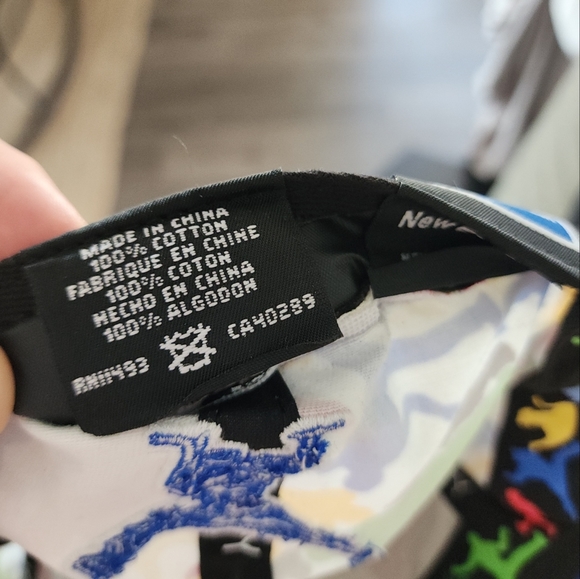 MADE IN CHINA
100% COTTON
FABRIQUE EN CHINE
100% COTON
HECHO EN CHINA
100% ALGODON
RN11493
CA40289
New